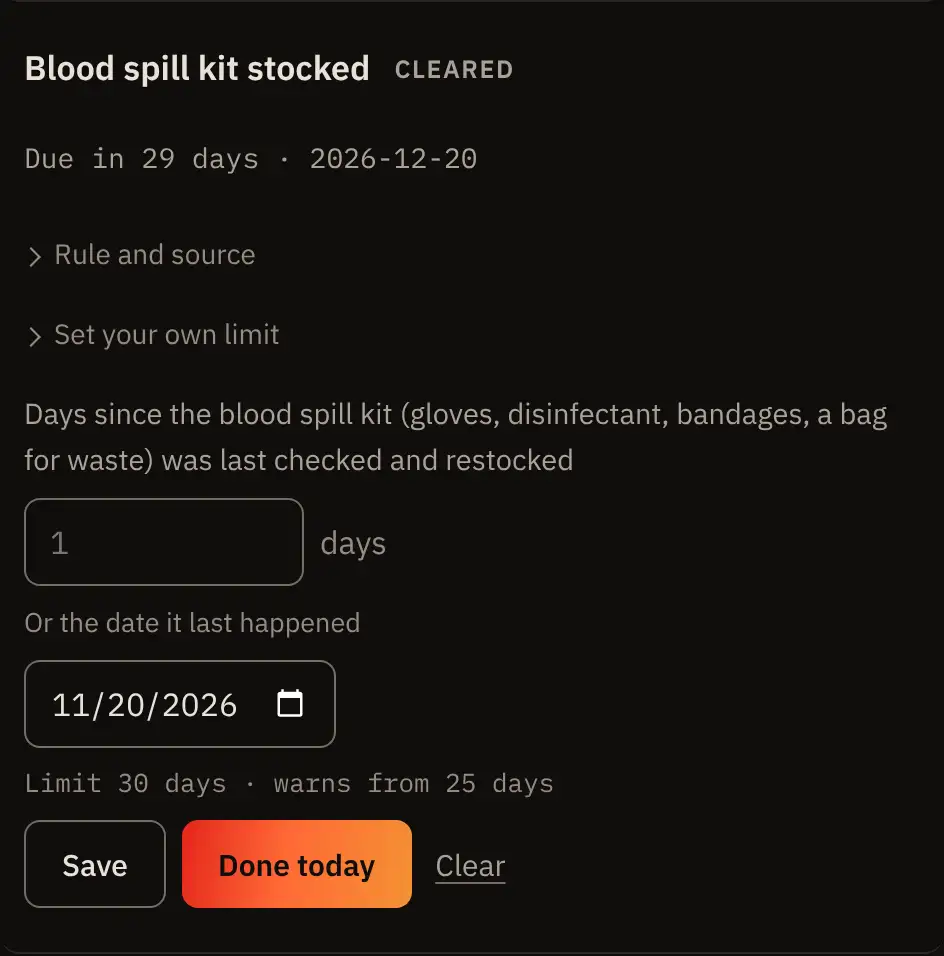 Blood spill kit stocked CLEARED
Due in 29 days · 2026-12-20
Rule and source
Set your own limit
Days since the blood spill kit (gloves, disinfectant, bandages, a bag
for waste) was last checked and restocked
1 days
Or the date it last happened
11/20/2026
Limit 30 days · warns from 25 days
Save Done today Clear